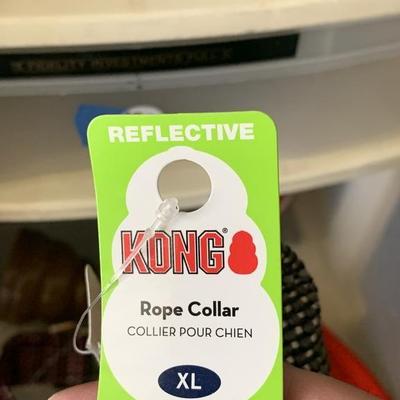 REFLECTIVE
KONG®
Rope Collar
COLLIER POUR CHIEN
XL